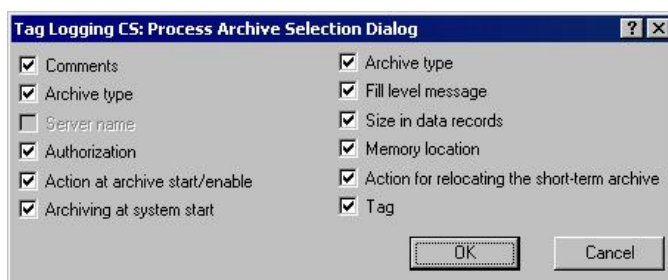 Tag Logging CS: Process Archive Selection Dialog
Comments
Archive type
Server name
Authorization
Action at archive start/enable
Archiving at system start
Archive type
Fill level message
Size in data records
Memory location
Action for relocating the short-term archive
Tag
OK
Cancel